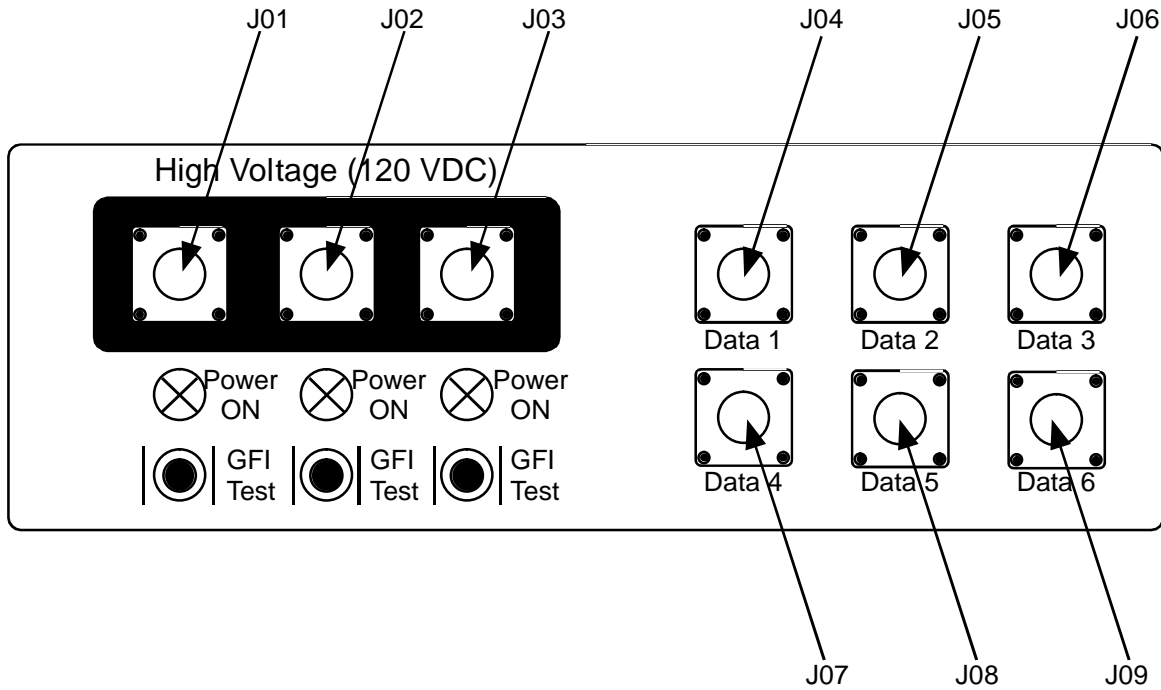 J01 J02 J03 J04 J05 J06
High Voltage (120 VDC)
Data 1 Data 2 Data 3
Power Power Power
ON ON ON
GFI GFI GFI
Test Test Test
Data 4 Data 5 Data 6
J07 J08 J09